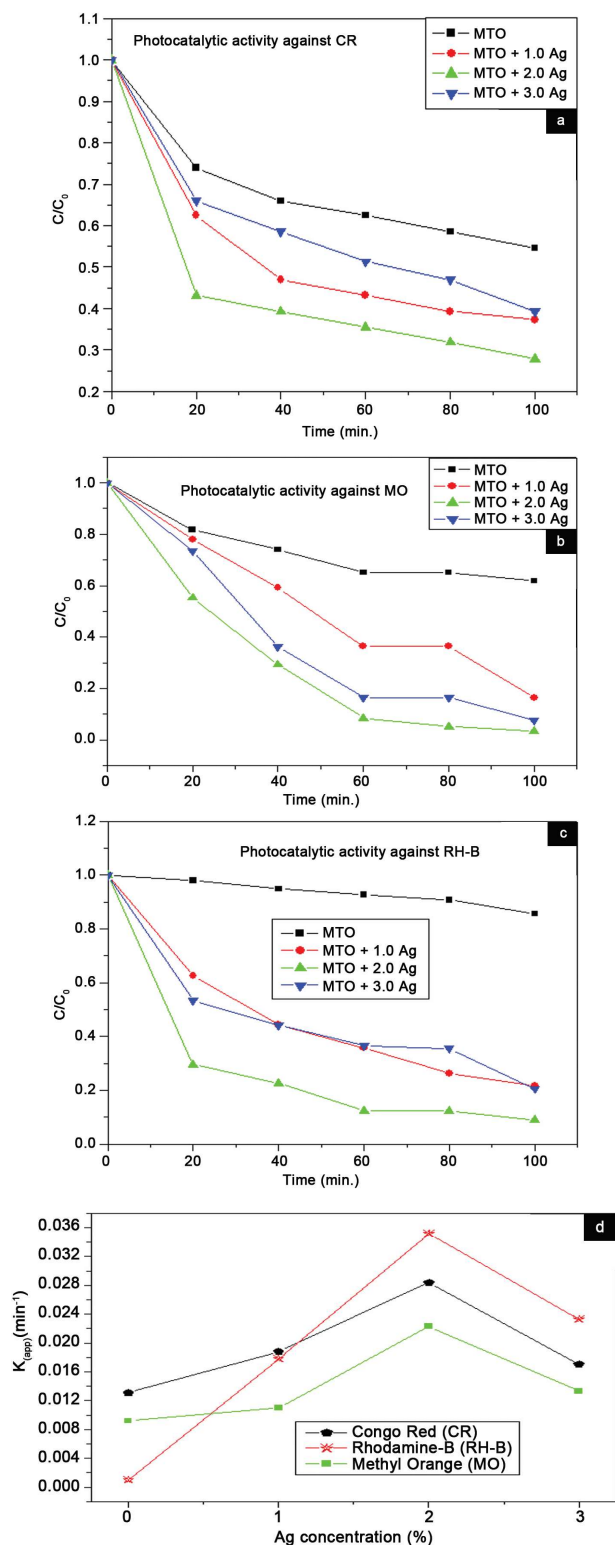 Photocatalytic activity against CR
MTO
MTO + 1.0 Ag
MTO + 2.0 Ag
MTO + 3.0 Ag
a
1.1
1.0
0.9
0.8
0.7
0.6
0.5
0.4
0.3
0.2
C/C0
0 20 40 60 80 100
Time (min.)
Photocatalytic activity against MO
MTO
MTO + 1.0 Ag
MTO + 2.0 Ag
MTO + 3.0 Ag
b
1.0
0.8
0.6
0.4
0.2
0.0
C/C0
0 20 40 60 80 100
Time (min.)
Photocatalytic activity against RH-B
c
MTO
MTO + 1.0 Ag
MTO + 2.0 Ag
MTO + 3.0 Ag
1.2
1.0
0.8
0.6
0.4
0.2
0.0
C/C0
0 20 40 60 80 100
Time (min.)
d
0.036
0.032
0.028
0.024
0.020
0.016
0.012
0.008
0.004
0.000
K(app)(min-1)
Congo Red (CR)
Rhodamine-B (RH-B)
Methyl Orange (MO)
0 1 2 3
Ag concentration (%)